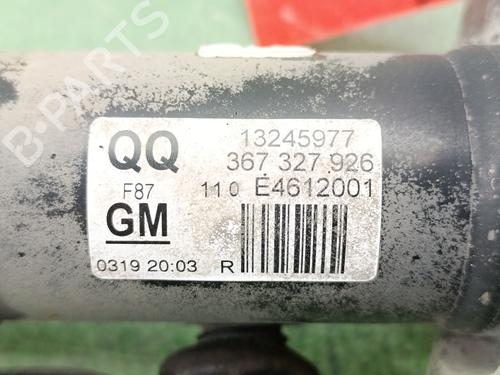 QQ 13245977
367 327 926
F87 11 0 E4612001
GM
0319 20:03 R
B-PARTS